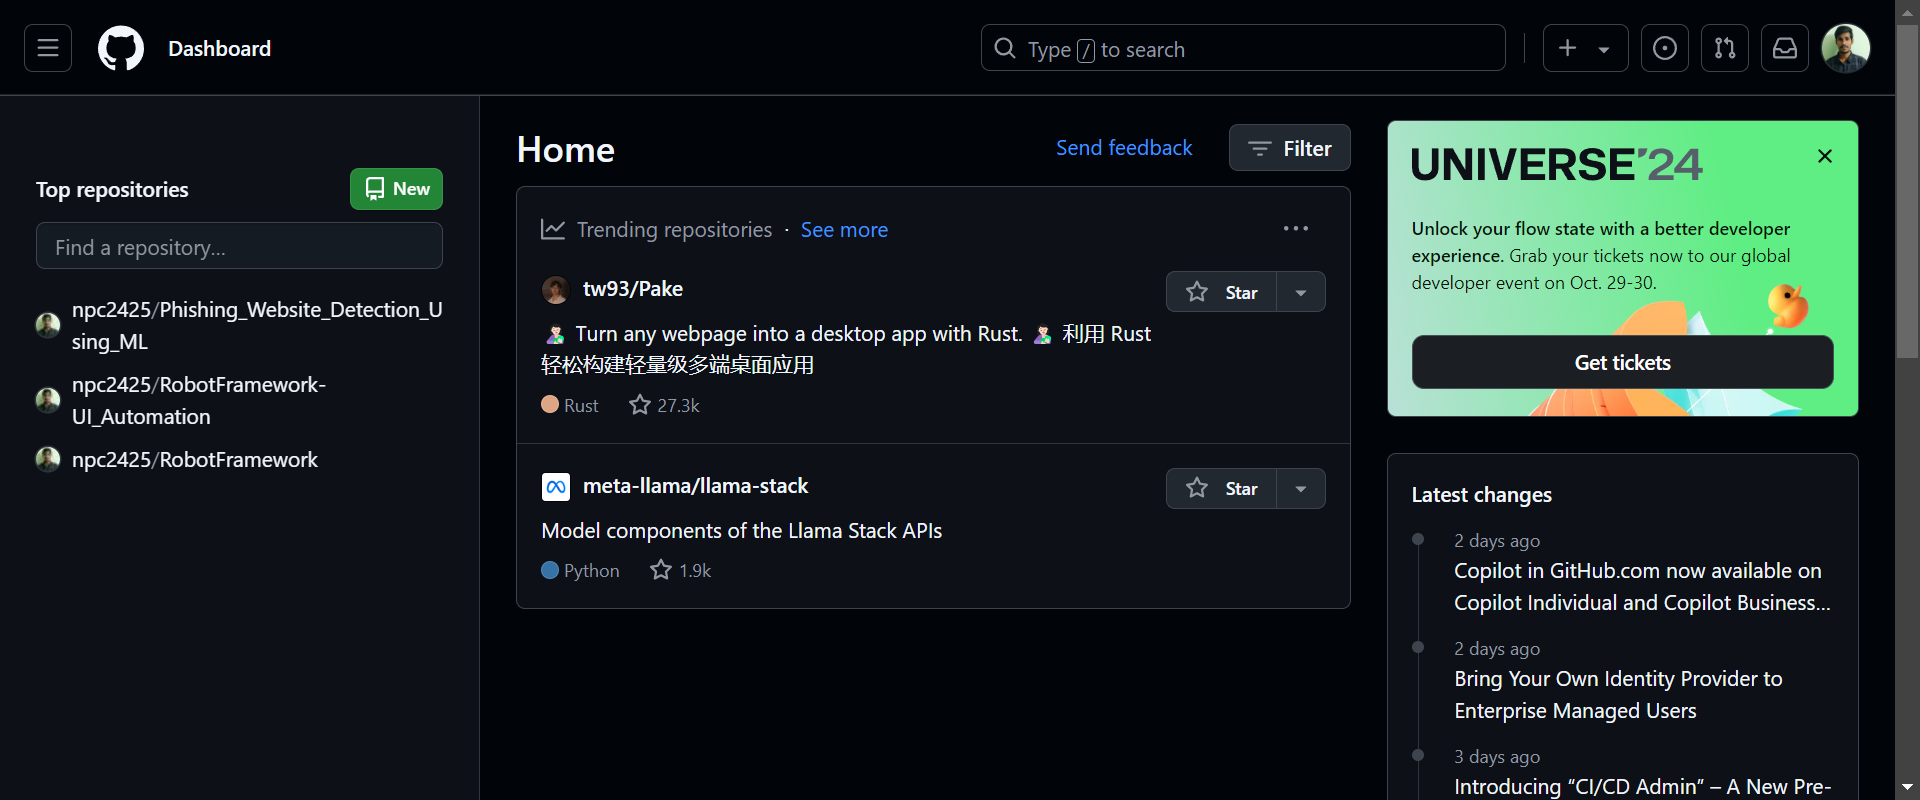 Dashboard
Type / to search
Top repositories
New
Find a repository...
npc2425/Phishing_Website_Detection_U
sing_ML
npc2425/RobotFramework-
UI_Automation
npc2425/RobotFramework
Home
Send feedback
Filter
Trending repositories · See more
tw93/Pake
Star
🤱🏻 Turn any webpage into a desktop app with Rust. 🤱🏻 利用 Rust
轻松构建轻量级多端桌面应用
Rust 27.3k
meta-llama/llama-stack
Star
Model components of the Llama Stack APIs
Python 1.9k
UNIVERSE'24
Unlock your flow state with a better developer
experience. Grab your tickets now to our global
developer event on Oct. 29-30.
Get tickets
Latest changes
2 days ago
Copilot in GitHub.com now available on
Copilot Individual and Copilot Business...
2 days ago
Bring Your Own Identity Provider to
Enterprise Managed Users
3 days ago
Introducing “CI/CD Admin” – A New Pre-